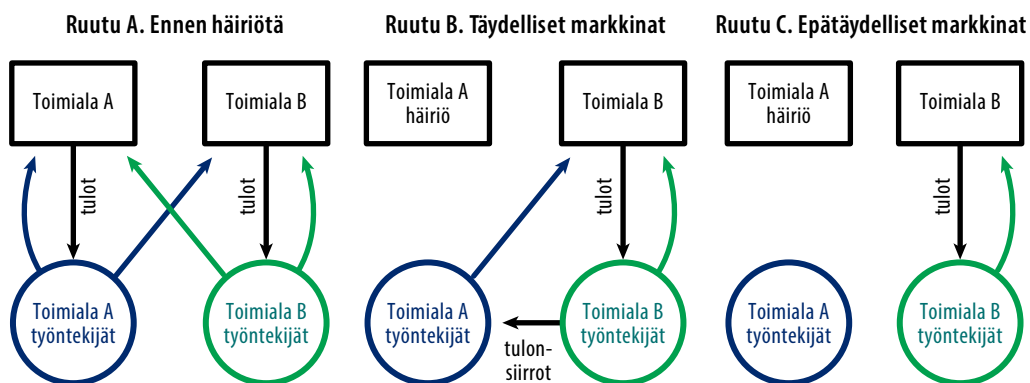 Ruutu A. Ennen häiriötä
Toimiala A
Toimiala B
tulot
tulot
Toimiala A
työntekijät
Toimiala B
työntekijät
Ruutu B. Täydelliset markkinat
Toimiala A
häiriö
Toimiala B
tulot
Toimiala A
työntekijät
tulon-
siirrot
Toimiala B
työntekijät
Ruutu C. Epätäydelliset markkinat
Toimiala A
häiriö
Toimiala B
tulot
Toimiala A
työntekijät
Toimiala B
työntekijät